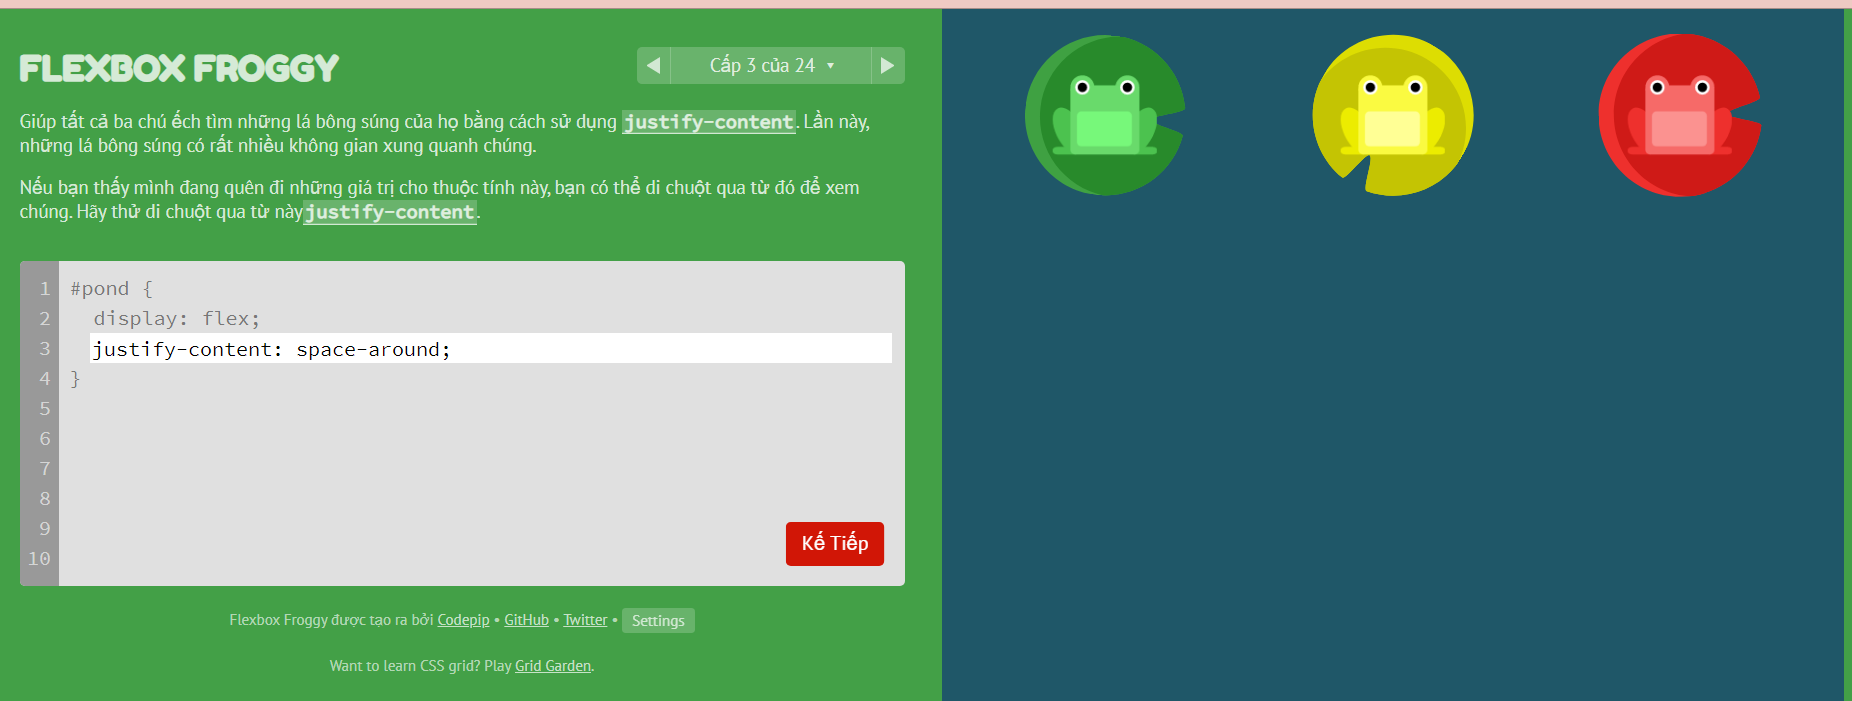 FLEXBOX FROGGY
Cấp 3 của 24
Giúp tất cả ba chú ếch tìm những lá bông súng của họ bằng cách sử dụng justify-content. Lần này,
những lá bông súng có rất nhiều không gian xung quanh chúng.
Nếu bạn thấy mình đang quên đi những giá trị cho thuộc tính này, bạn có thể di chuột qua từ đó để xem
chúng. Hãy thử di chuột qua từ nàyjustify-content.
1 #pond {
2 display: flex;
3 justify-content: space-around;
4 }
5
6
7
8
9
10
Kế Tiếp
Flexbox Froggy được tạo ra bởi Codepip • GitHub • Twitter • Settings
Want to learn CSS grid? Play Grid Garden.